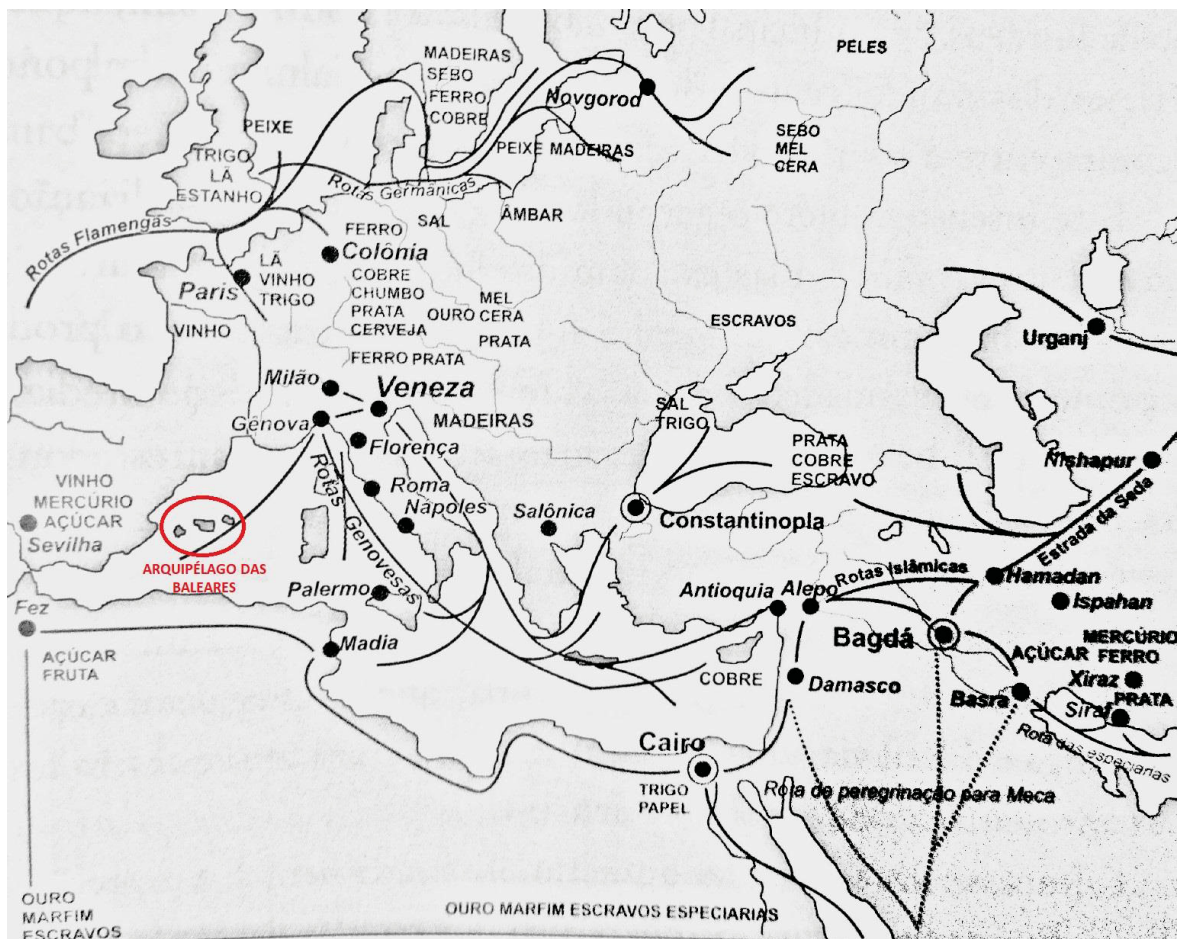 PELES
MADEIRAS
SEBO
FERRO
COBRE
Novgorod
PEIXE
SEBO
MEL
CERA
PEIXE MADEIRAS
TRIGO
LÃ
ESTANHO
Rotas Germânicas
Rotas Flamengas
SAL
ÂMBAR
FERRO
Colônia
LÃ
VINHO
TRIGO
Paris
COBRE
CHUMBO
PRATA
CERVEJA
OURO
MEL
CERA
PRATA
VINHO
ESCRAVOS
Urganj
FERRO PRATA
Milão
Veneza
MADEIRAS
Gênova
Florença
SAL
TRIGO
PRATA
COBRE
ESCRAVO
Nishapur
Estrada da Seda
Rotas Genovesas
Roma
Nápoles
Salônica
Constantinopla
VINHO
MERCÚRIO
AÇÚCAR
Sevilha
ARQUIPÉLAGO DAS
BALEARES
Rotas Islâmicas
Hamadan
Ispahan
Palermo
Antioquia
Alepo
Fez
Bagdá
Madia
MERCÚRIO
AÇÚCAR FERRO
Xiraz
PRATA
Siraf
AÇÚCAR
FRUTA
COBRE
Damasco
Basra
Rota das especiarias
Cairo
TRIGO
PAPEL
Rota de peregrinação para Meca
OURO
MARFIM
ESCRAVOS
OURO MARFIM ESCRAVOS ESPECIARIAS